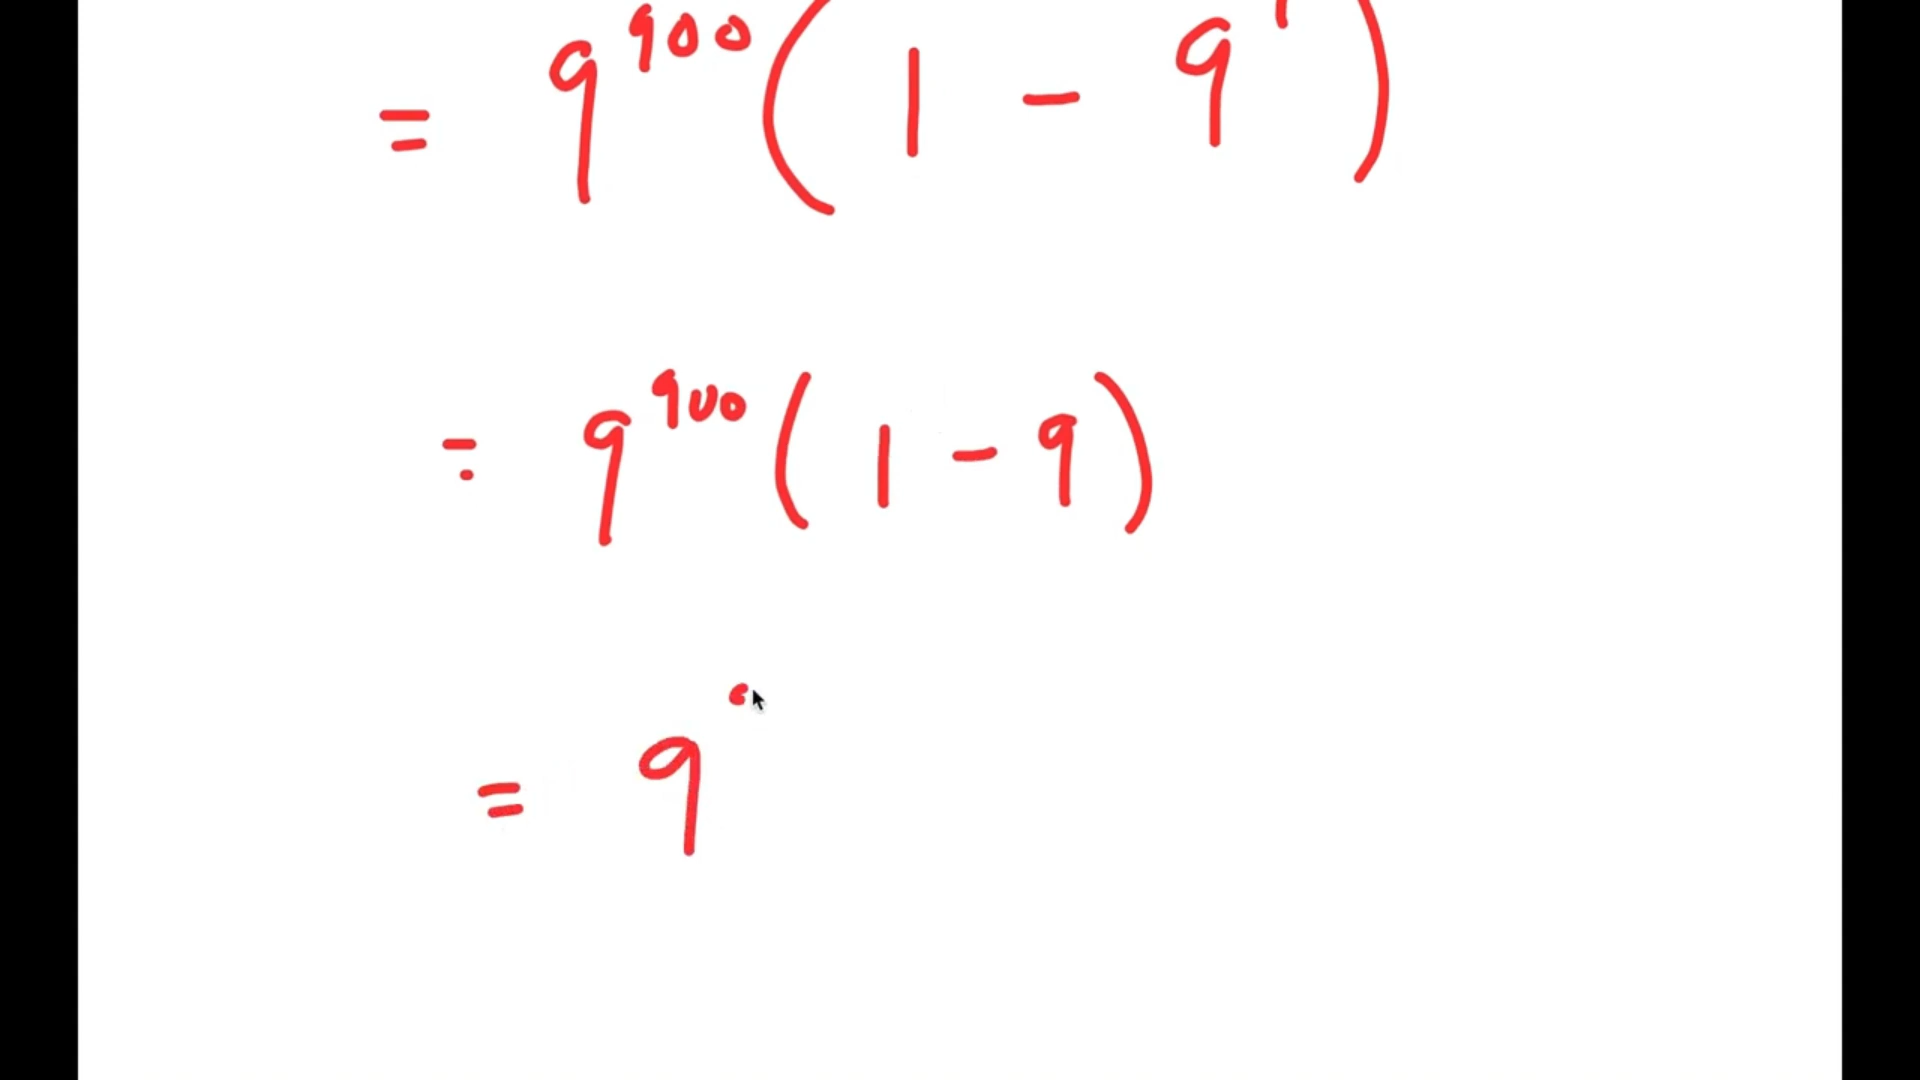 = 9^900 (1 - 9^1)
= 9^900 (1 - 9)
= 9